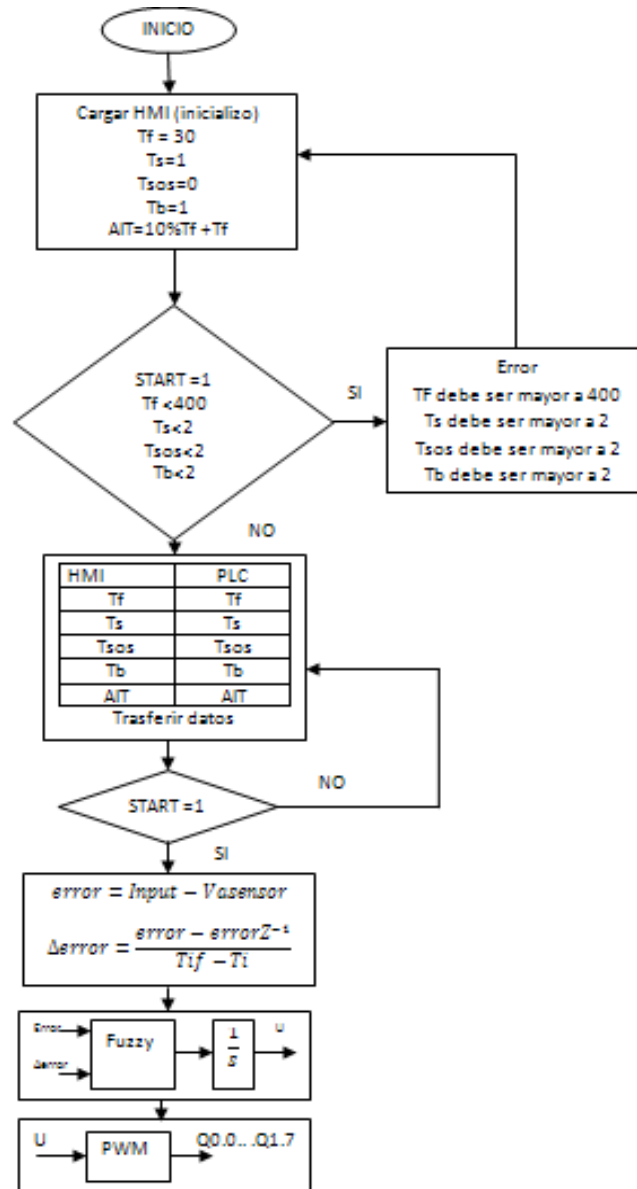 INICIO
Cargar HMI (inicializo)
Tf = 30
Ts=1
Tsos=0
Tb=1
AIT=10%Tf +Tf
START =1
Tf <400
Ts<2
Tsos<2
Tb<2
SI
Error
TF debe ser mayor a 400
Ts debe ser mayor a 2
Tsos debe ser mayor a 2
Tb debe ser mayor a 2
NO
HMI PLC
Tf Tf
Ts Ts
Tsos Tsos
Tb Tb
AIT AIT
Trasferir datos
START =1
NO
SI
error = Input − Vasensor
Δerror = (error − errorZ⁻¹) / (Tif − Ti)
Error
Δerror
Fuzzy
1/s
U
U
PWM
Q0.0...Q1.7